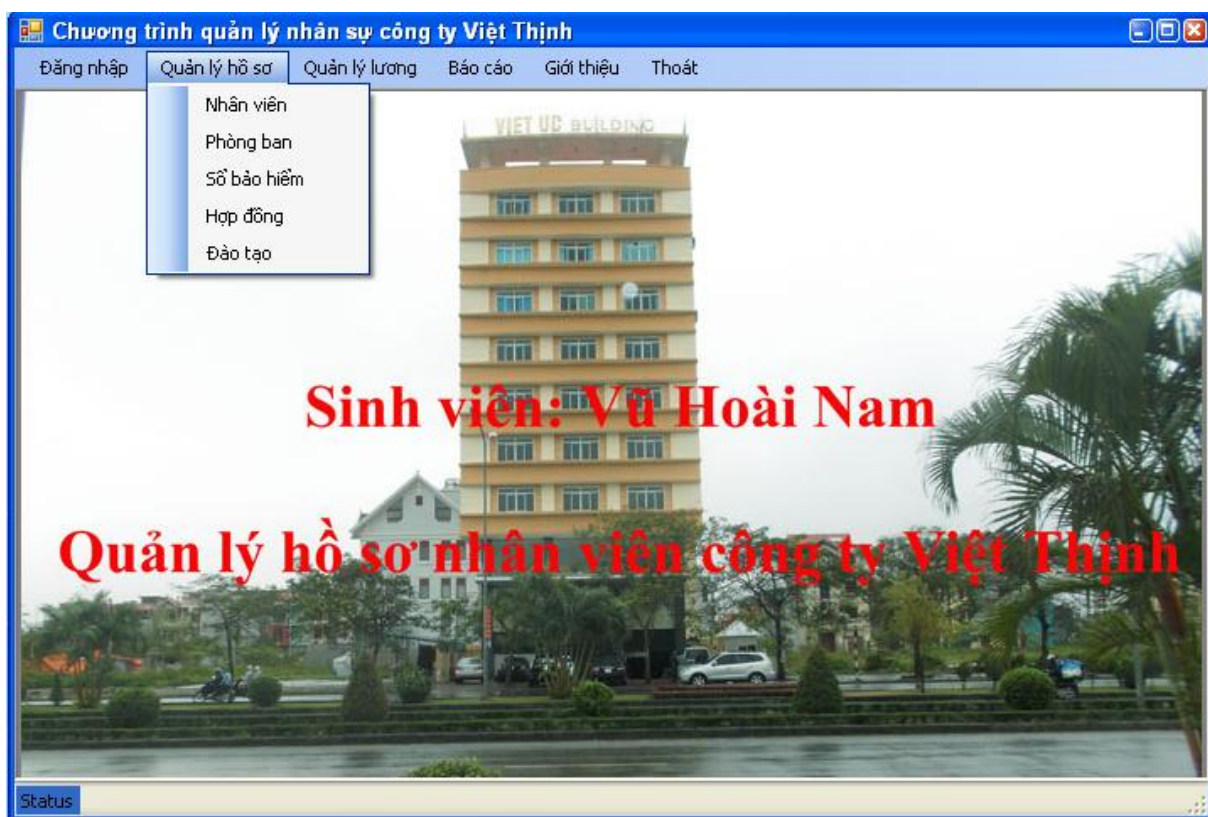 Chương trình quản lý nhân sự công ty Việt Thịnh
Đăng nhập Quản lý hồ sơ Quản lý lương Báo cáo Giới thiệu Thoát
Nhân viên
Phòng ban
Sổ bảo hiểm
Hợp đồng
Đào tạo
VIET UC BUILDING
Sinh viên: Vũ Hoài Nam
Quản lý hồ sơ nhân viên công ty Việt Thịnh
Status